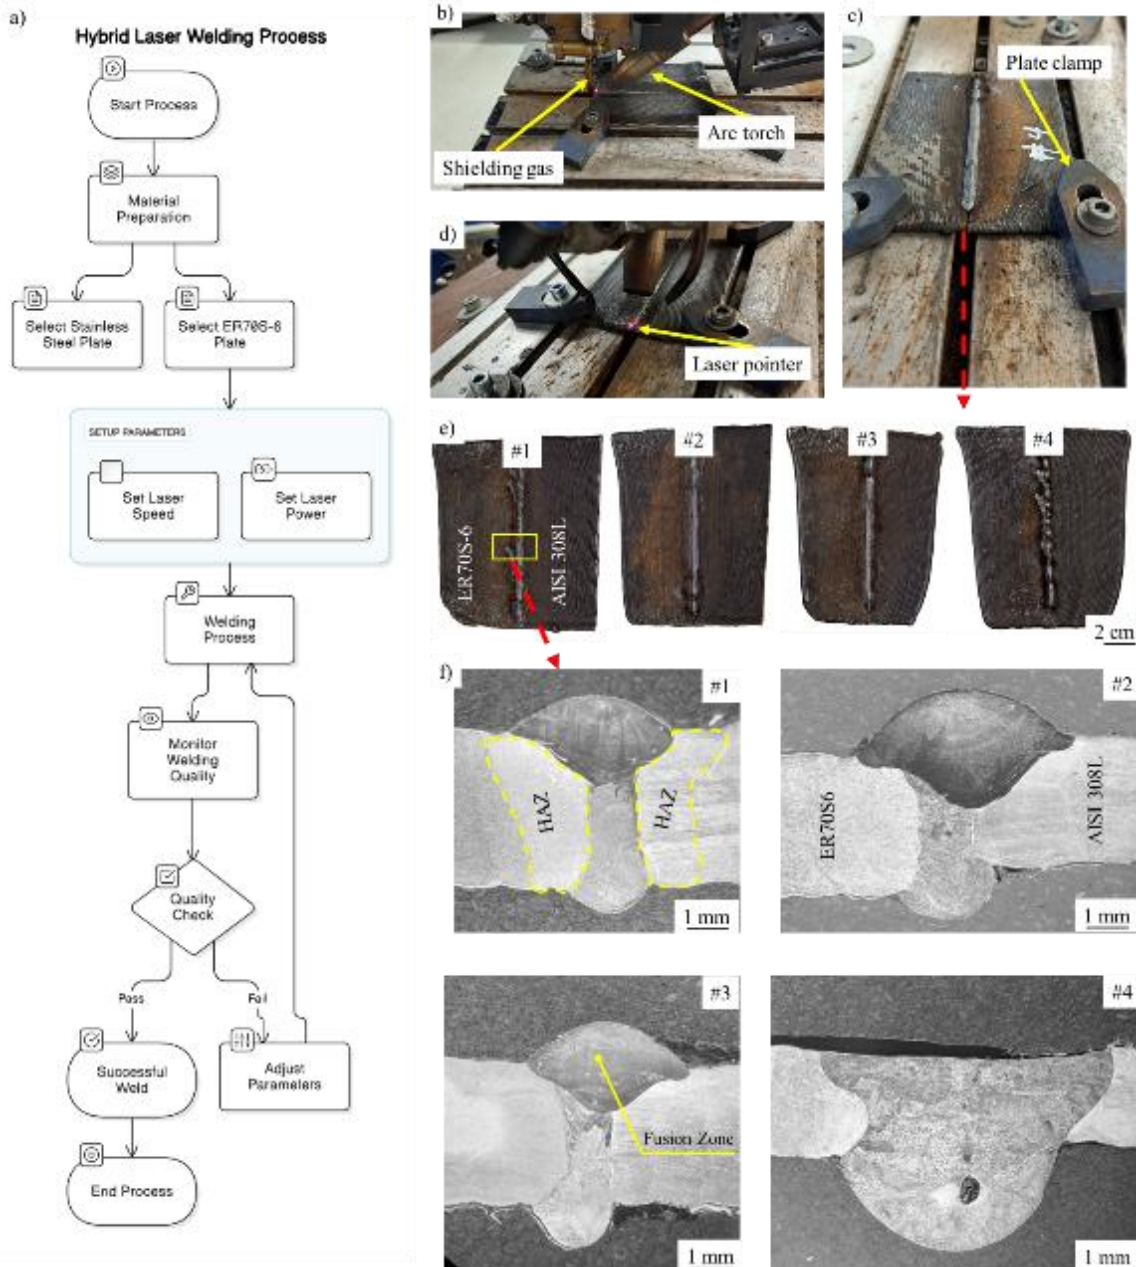 a)
Hybrid Laser Welding Process
Start Process
Material
Preparation
Select Stainless
Steel Plate
Select ER70S-6
Plate
SETUP PARAMETERS
Set Laser
Speed
Set Laser
Power
Welding
Process
Monitor
Welding
Quality
Quality
Check
Pass
Fail
Successful
Weld
Adjust
Parameters
End Process
b)
Arc torch
Shielding gas
c)
Plate clamp
d)
Laser pointer
e)
#1
#2
#3
#4
ER70S-6
AISI 308L
2 cm
f)
#1
HAZ
HAZ
1 mm
#2
ER70S6
AISI 308L
1 mm
#3
Fusion Zone
1 mm
#4
1 mm